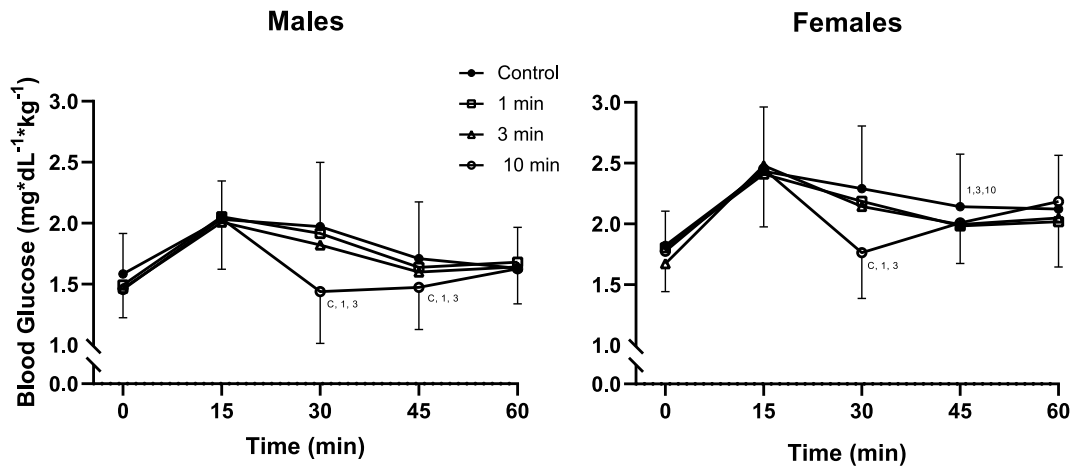 Males
Females
Blood Glucose (mg*dL⁻¹*kg⁻¹)
3.0
2.5
2.0
1.5
1.0
0.0
Control
1 min
3 min
10 min
C, 1, 3
C, 1, 3
0 15 30 45 60
Time (min)
3.0
2.5
2.0
1.5
1.0
0.0
1,3,10
C, 1, 3
0 15 30 45 60
Time (min)